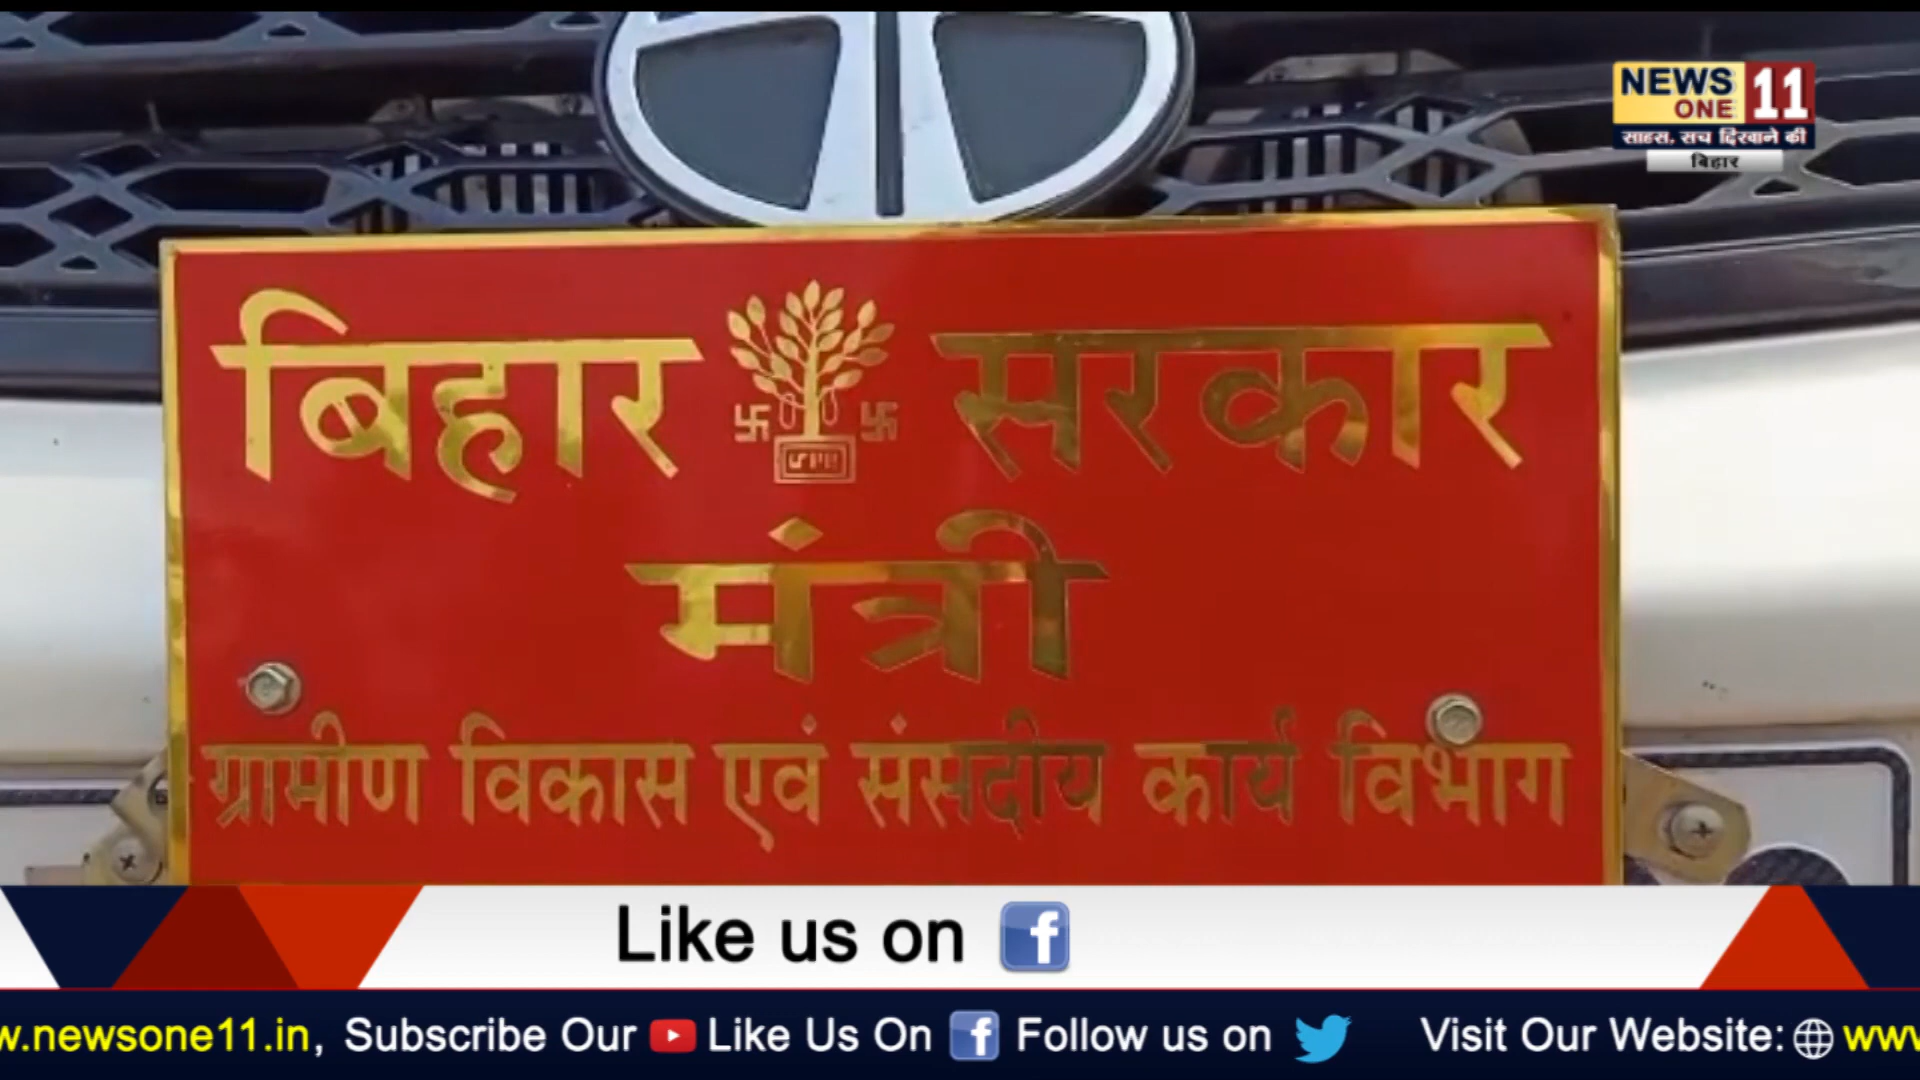 NEWS
ONE
11
साहस, सच दिखाने की
बिहार
बिहार सरकार
मंत्री
ग्रामीण विकास एवं संसदीय कार्य विभाग
Like us on
w.newsone11.in, Subscribe Our Like Us On Follow us on Visit Our Website: www